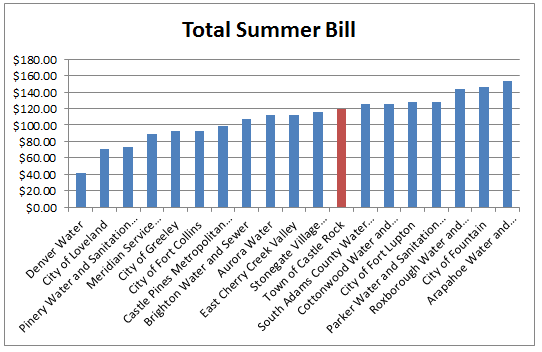 Total Summer Bill
$180.00
$160.00
$140.00
$120.00
$100.00
$80.00
$60.00
$40.00
$20.00
$0.00
Denver Water
City of Loveland
Pinery Water and Sanitation...
Meridian Service...
City of Greeley
City of Fort Collins
Castle Pines Metropolitan...
Brighton Water and Sewer
Aurora Water
East Cherry Creek Valley
Stonegate Village...
Town of Castle Rock
South Adams County Water...
Cottonwood Water and...
City of Fort Lupton
Parker Water and Sanitation...
Roxborough Water and...
City of Fountain
Arapahoe Water and...